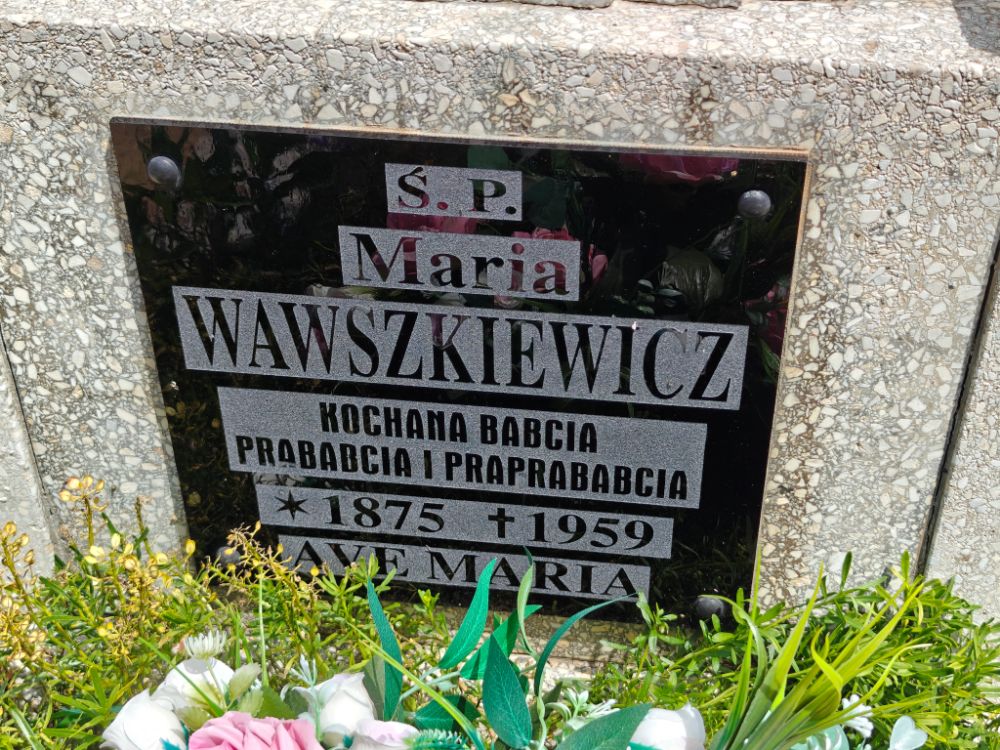 Ś. P.
Maria
WAWSZKIEWICZ
KOCHANA BABCIA
PRABABCIA I PRAPRABABCIA
* 1875 † 1959
AVE MARIA